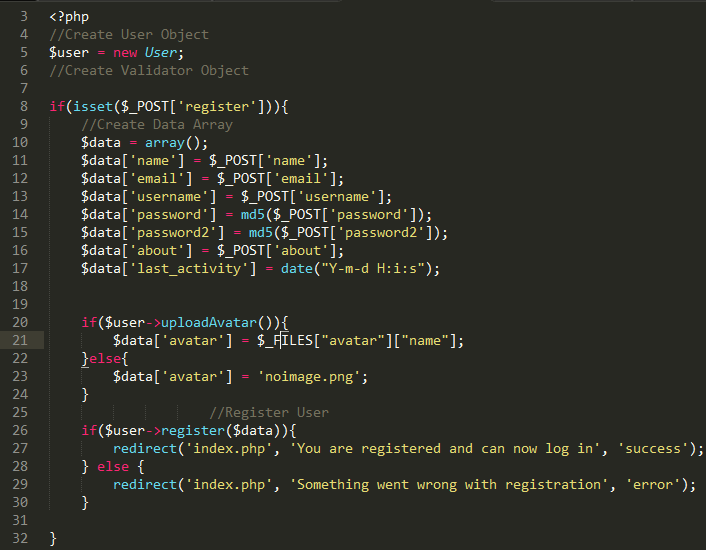 3 <?php
4 //Create User Object
5 $user = new User;
6 //Create Validator Object
7
8 if(isset($_POST['register'])){
9 //Create Data Array
10 $data = array();
11 $data['name'] = $_POST['name'];
12 $data['email'] = $_POST['email'];
13 $data['username'] = $_POST['username'];
14 $data['password'] = md5($_POST['password']);
15 $data['password2'] = md5($_POST['password2']);
16 $data['about'] = $_POST['about'];
17 $data['last_activity'] = date("Y-m-d H:i:s");
18
19
20 if($user->uploadAvatar()){
21 $data['avatar'] = $_FILES["avatar"]["name"];
22 }else{
23 $data['avatar'] = 'noimage.png';
24 }
25 //Register User
26 if($user->register($data)){
27 redirect('index.php', 'You are registered and can now log in', 'success');
28 } else {
29 redirect('index.php', 'Something went wrong with registration', 'error');
30 }
31
32 }